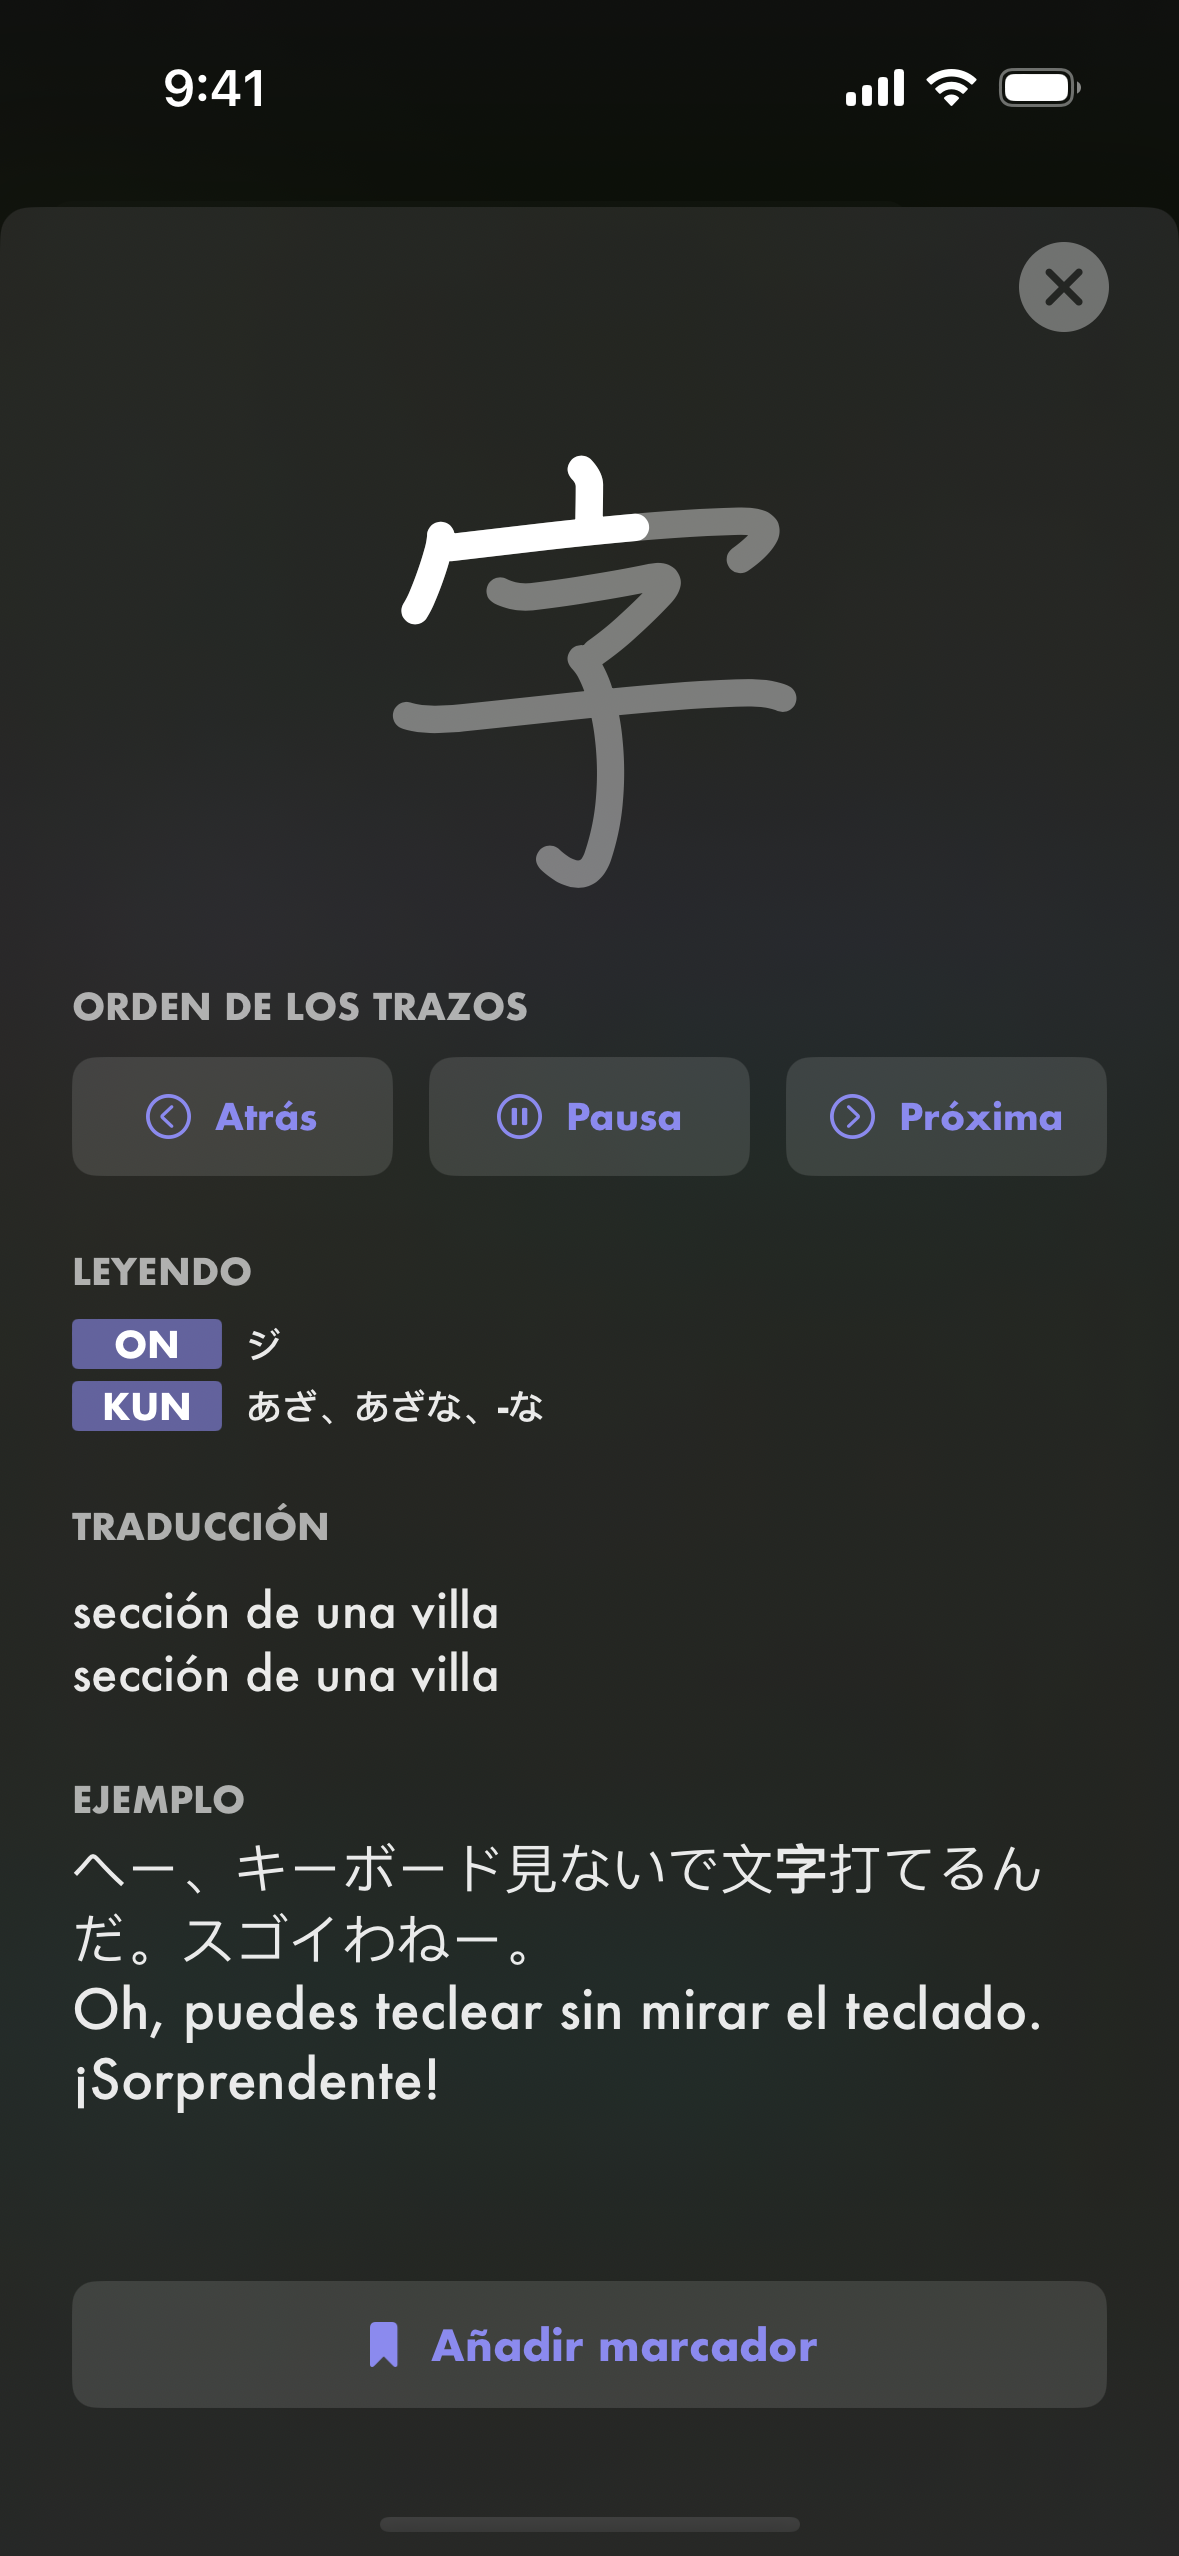 9:41
字
ORDEN DE LOS TRAZOS
Atrás
Pausa
Próxima
LEYENDO
ON ジ
KUN あざ、あざな、-な
TRADUCCIÓN
sección de una villa
sección de una villa
EJEMPLO
へー、キーボード見ないで文字打てるん
だ。スゴイわねー。
Oh, puedes teclear sin mirar el teclado.
¡Sorprendente!
Añadir marcador